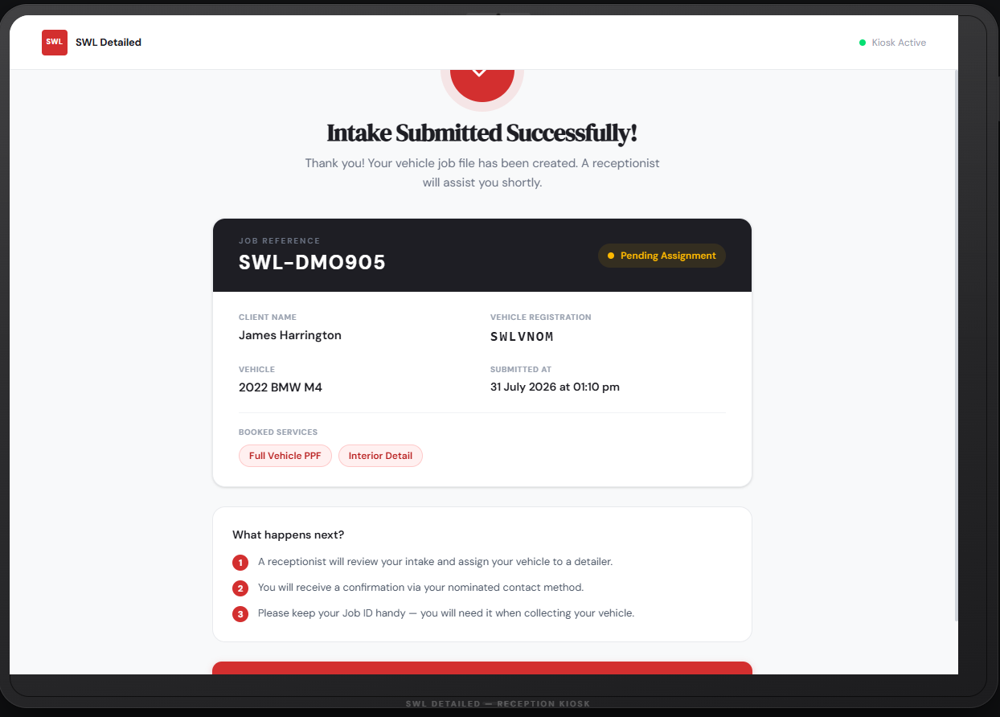 SWL
SWL Detailed
Kiosk Active
Intake Submitted Successfully!
Thank you! Your vehicle job file has been created. A receptionist
will assist you shortly.
JOB REFERENCE
SWL-DMO905
Pending Assignment
CLIENT NAME
James Harrington
VEHICLE REGISTRATION
SWLVNOM
VEHICLE
2022 BMW M4
SUBMITTED AT
31 July 2026 at 01:10 pm
BOOKED SERVICES
Full Vehicle PPF
Interior Detail
What happens next?
1 A receptionist will review your intake and assign your vehicle to a detailer.
2 You will receive a confirmation via your nominated contact method.
3 Please keep your Job ID handy — you will need it when collecting your vehicle.
SWL DETAILED — RECEPTION KIOSK